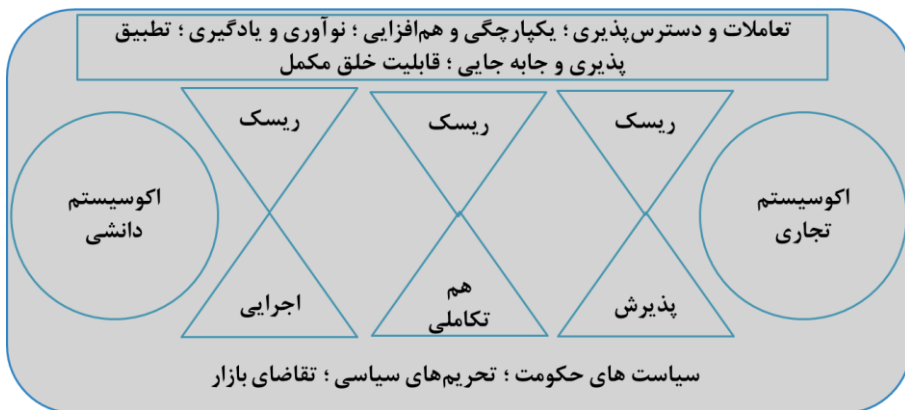 تعاملات و دسترس‌پذیری ؛ یکپارچگی و هم‌افزایی ؛ نوآوری و یادگیری ؛ تطبیق
پذیری و جابه جایی ؛ قابلیت خلق مکمل
ریسک
ریسک
ریسک
اکوسیستم
تجاری
اکوسیستم
دانشی
پذیرش
هم
تکاملی
اجرایی
سیاست های حکومت ؛ تحریم‌های سیاسی ؛ تقاضای بازار